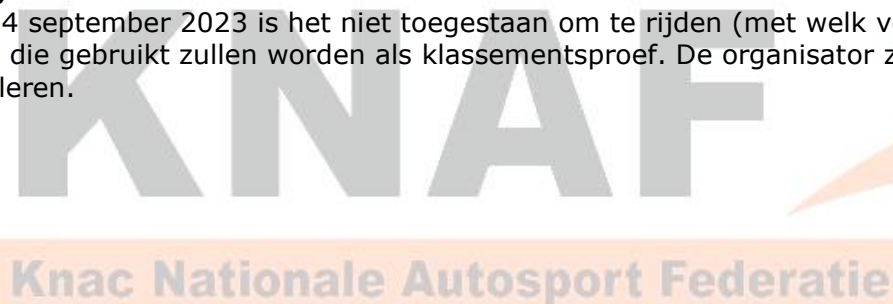 4 september 2023 is het niet toegestaan om te rijden (met welk v
die gebruikt zullen worden als klassementsproef. De organisator z
leren.
KNAF
Knac Nationale Autosport Federatie